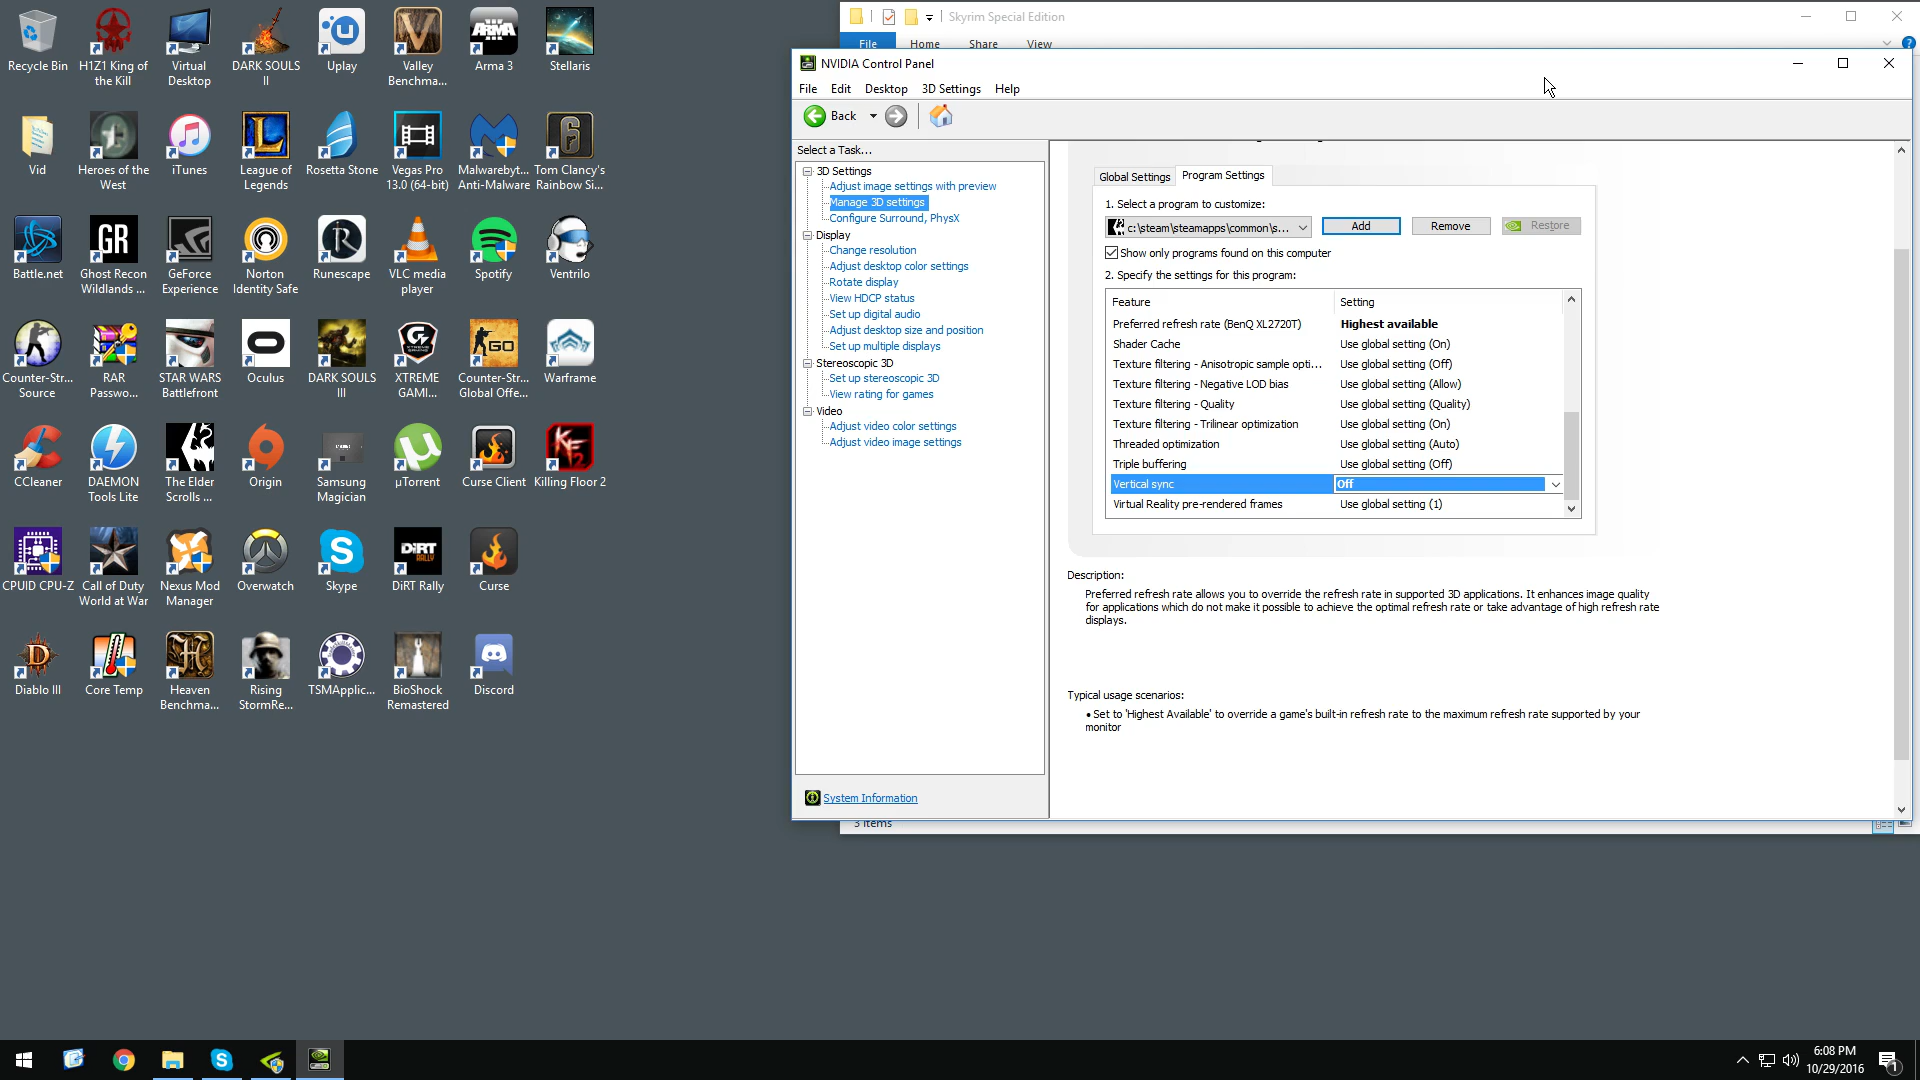 Recycle Bin
H1Z1 King of
the Kill
Virtual
Desktop
DARK SOULS
II
Uplay
Valley
Benchma...
Arma 3
Stellaris
Vid
Heroes of the
West
iTunes
League of
Legends
Rosetta Stone
Vegas Pro
13.0 (64-bit)
Malwarebyt...
Anti-Malware
Tom Clancy's
Rainbow Si...
Battle.net
Ghost Recon
Wildlands ...
GeForce
Experience
Norton
Identity Safe
Runescape
VLC media
player
Spotify
Ventrilo
Counter-Str...
Source
RAR
Passwo...
STAR WARS
Battlefront
Oculus
DARK SOULS
III
XTREME
GAMI...
Counter-Str...
Global Offe...
Warframe
CCleaner
DAEMON
Tools Lite
The Elder
Scrolls ...
Origin
Samsung
Magician
µTorrent
Curse Client
Killing Floor 2
CPUID CPU-Z
Call of Duty
World at War
Nexus Mod
Manager
Overwatch
Skype
DiRT Rally
Curse
Diablo III
Core Temp
Heaven
Benchma...
Rising
StormRe...
TSMApplic...
BioShock
Remastered
Discord
Skyrim Special Edition
File Home Share View
NVIDIA Control Panel
File Edit Desktop 3D Settings Help
Back
Select a Task...
3D Settings
Adjust image settings with preview
Manage 3D settings
Configure Surround, PhysX
Display
Change resolution
Adjust desktop color settings
Rotate display
View HDCP status
Set up digital audio
Adjust desktop size and position
Set up multiple displays
Stereoscopic 3D
Set up stereoscopic 3D
View rating for games
Video
Adjust video color settings
Adjust video image settings
System Information
Global Settings Program Settings
1. Select a program to customize:
c:\steam\steamapps\common\s... Add Remove Restore
Show only programs found on this computer
2. Specify the settings for this program:
Feature Setting
Preferred refresh rate (BenQ XL2720T) Highest available
Shader Cache Use global setting (On)
Texture filtering - Anisotropic sample opti... Use global setting (Off)
Texture filtering - Negative LOD bias Use global setting (Allow)
Texture filtering - Quality Use global setting (Quality)
Texture filtering - Trilinear optimization Use global setting (On)
Threaded optimization Use global setting (Auto)
Triple buffering Use global setting (Off)
Vertical sync Off
Virtual Reality pre-rendered frames Use global setting (1)
Description:
Preferred refresh rate allows you to override the refresh rate in supported 3D applications. It enhances image quality
for applications which do not make it possible to achieve the optimal refresh rate or take advantage of high refresh rate
displays.
Typical usage scenarios:
• Set to 'Highest Available' to override a game's built-in refresh rate to the maximum refresh rate supported by your
monitor
3 items
6:08 PM
10/29/2016
1